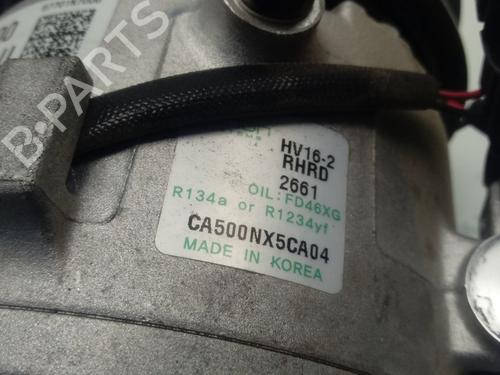 B-PARTS
HV16-2
RHRD
2661
OIL: FD46XG
R134a or R1234yf
CA500NX5CA04
MADE IN KOREA